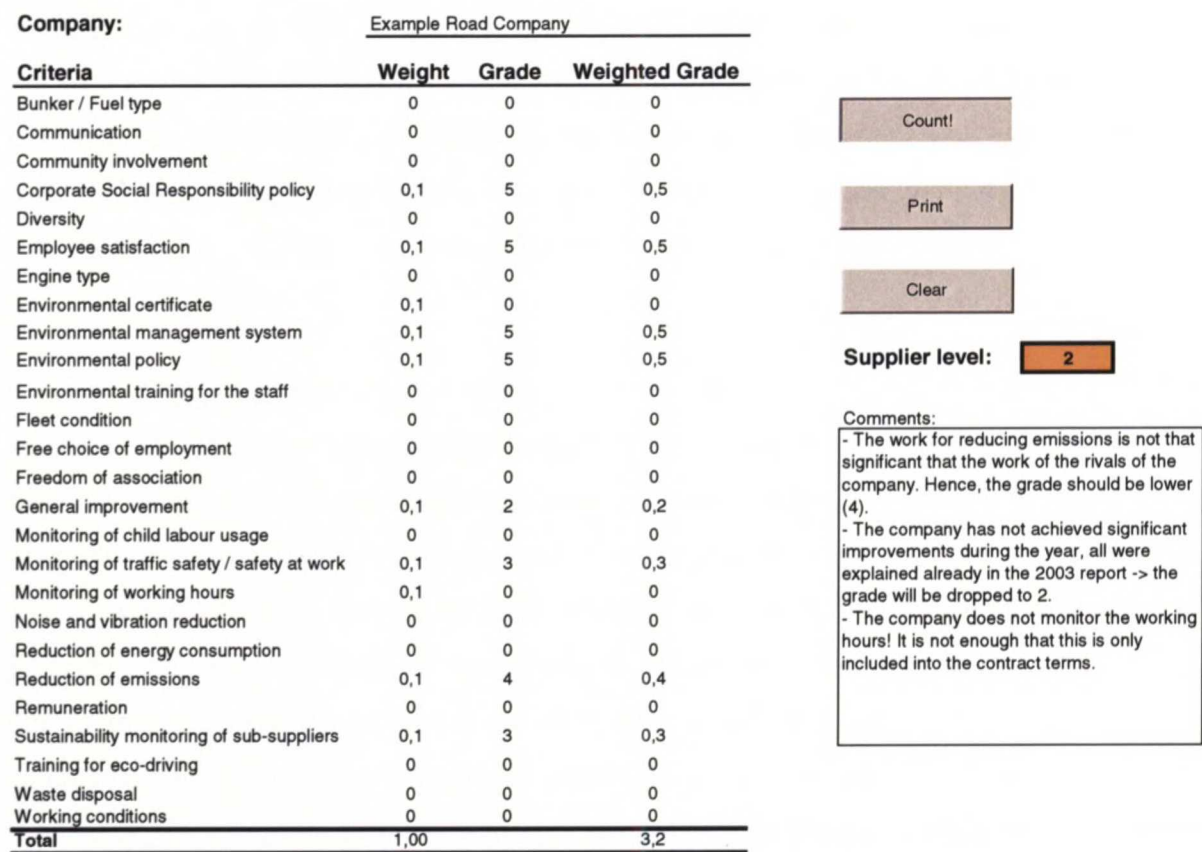 Company: Example Road Company
Criteria Weight Grade Weighted Grade
Bunker / Fuel type 0 0 0
Communication 0 0 0
Community involvement 0 0 0
Corporate Social Responsibility policy 0,1 5 0,5
Diversity 0 0 0
Employee satisfaction 0,1 5 0,5
Engine type 0 0 0
Environmental certificate 0,1 0 0
Environmental management system 0,1 5 0,5
Environmental policy 0,1 5 0,5
Environmental training for the staff 0 0 0
Fleet condition 0 0 0
Free choice of employment 0 0 0
Freedom of association 0 0 0
General improvement 0,1 2 0,2
Monitoring of child labour usage 0 0 0
Monitoring of traffic safety / safety at work 0,1 3 0,3
Monitoring of working hours 0,1 0 0
Noise and vibration reduction 0 0 0
Reduction of energy consumption 0 0 0
Reduction of emissions 0,1 4 0,4
Remuneration 0 0 0
Sustainability monitoring of sub-suppliers 0,1 3 0,3
Training for eco-driving 0 0 0
Waste disposal 0 0 0
Working conditions 0 0 0
Total 1,00 3,2
Count!
Print
Clear
Supplier level: 2
Comments:
- The work for reducing emissions is not that
significant that the work of the rivals of the
company. Hence, the grade should be lower
(4).
- The company has not achieved significant
improvements during the year, all were
explained already in the 2003 report -> the
grade will be dropped to 2.
- The company does not monitor the working
hours! It is not enough that this is only
included into the contract terms.